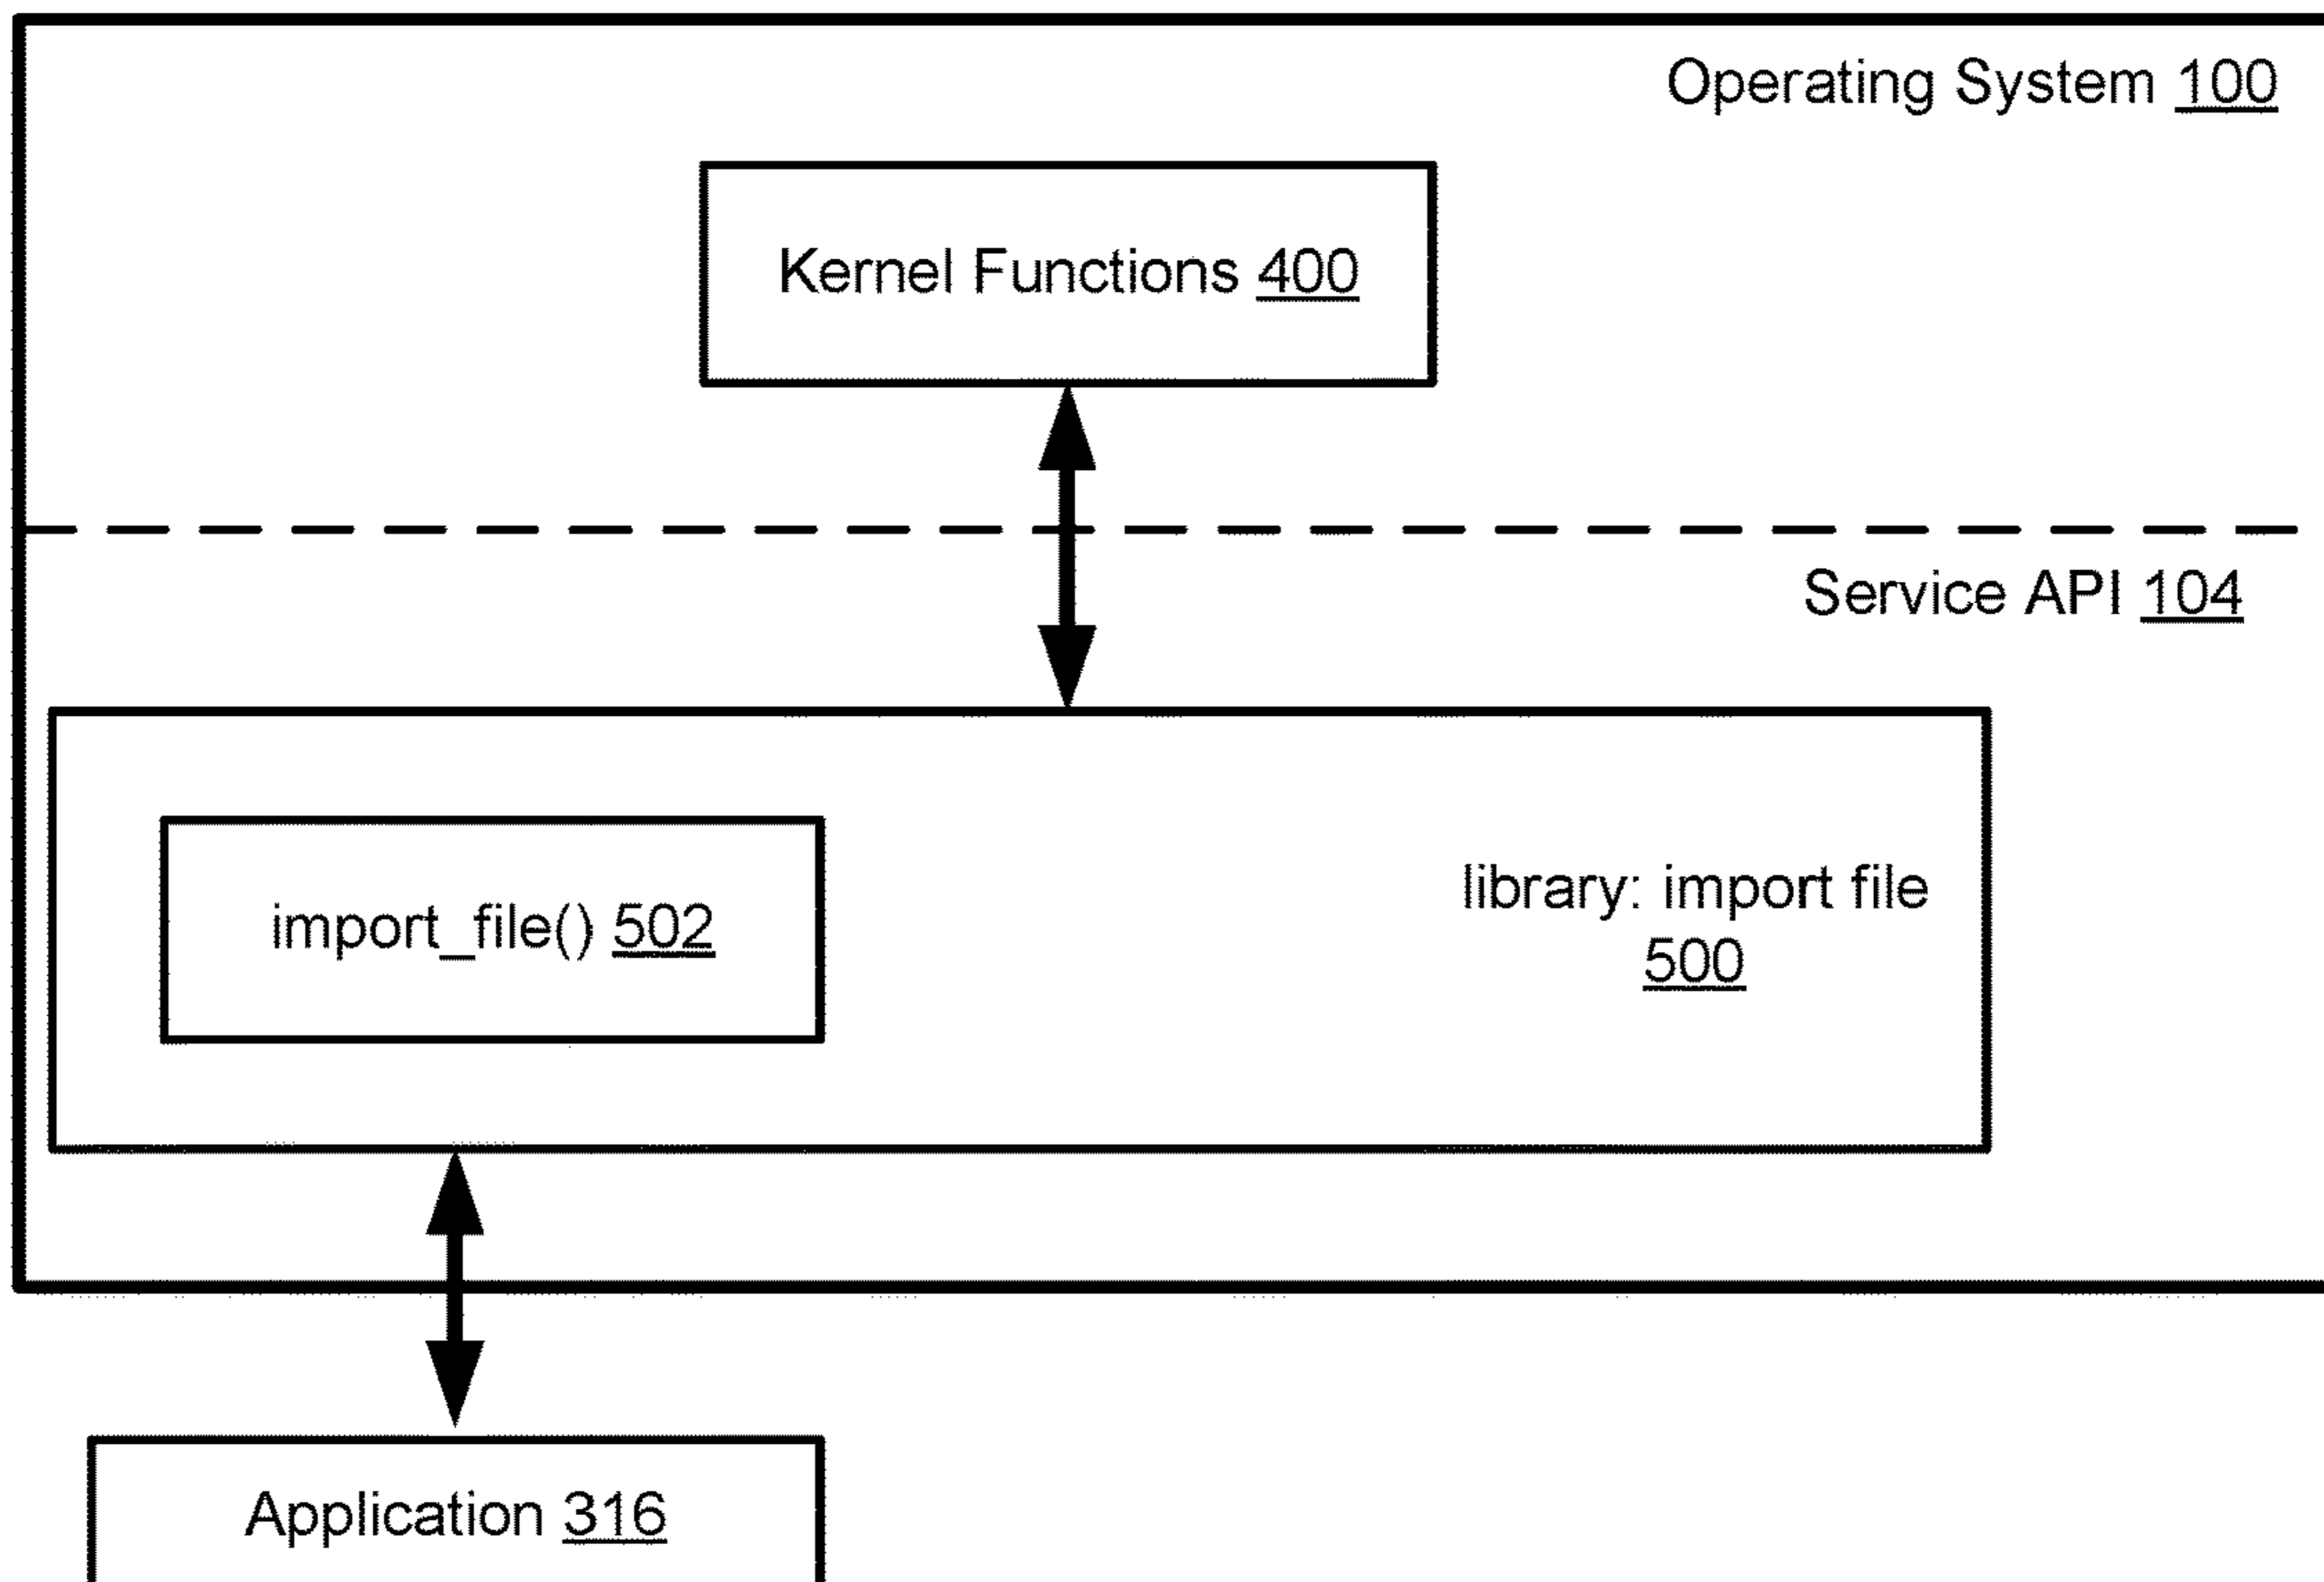 Operating System 100
Kernel Functions 400
Service API 104
library: import file
500
import_file() 502
Application 316